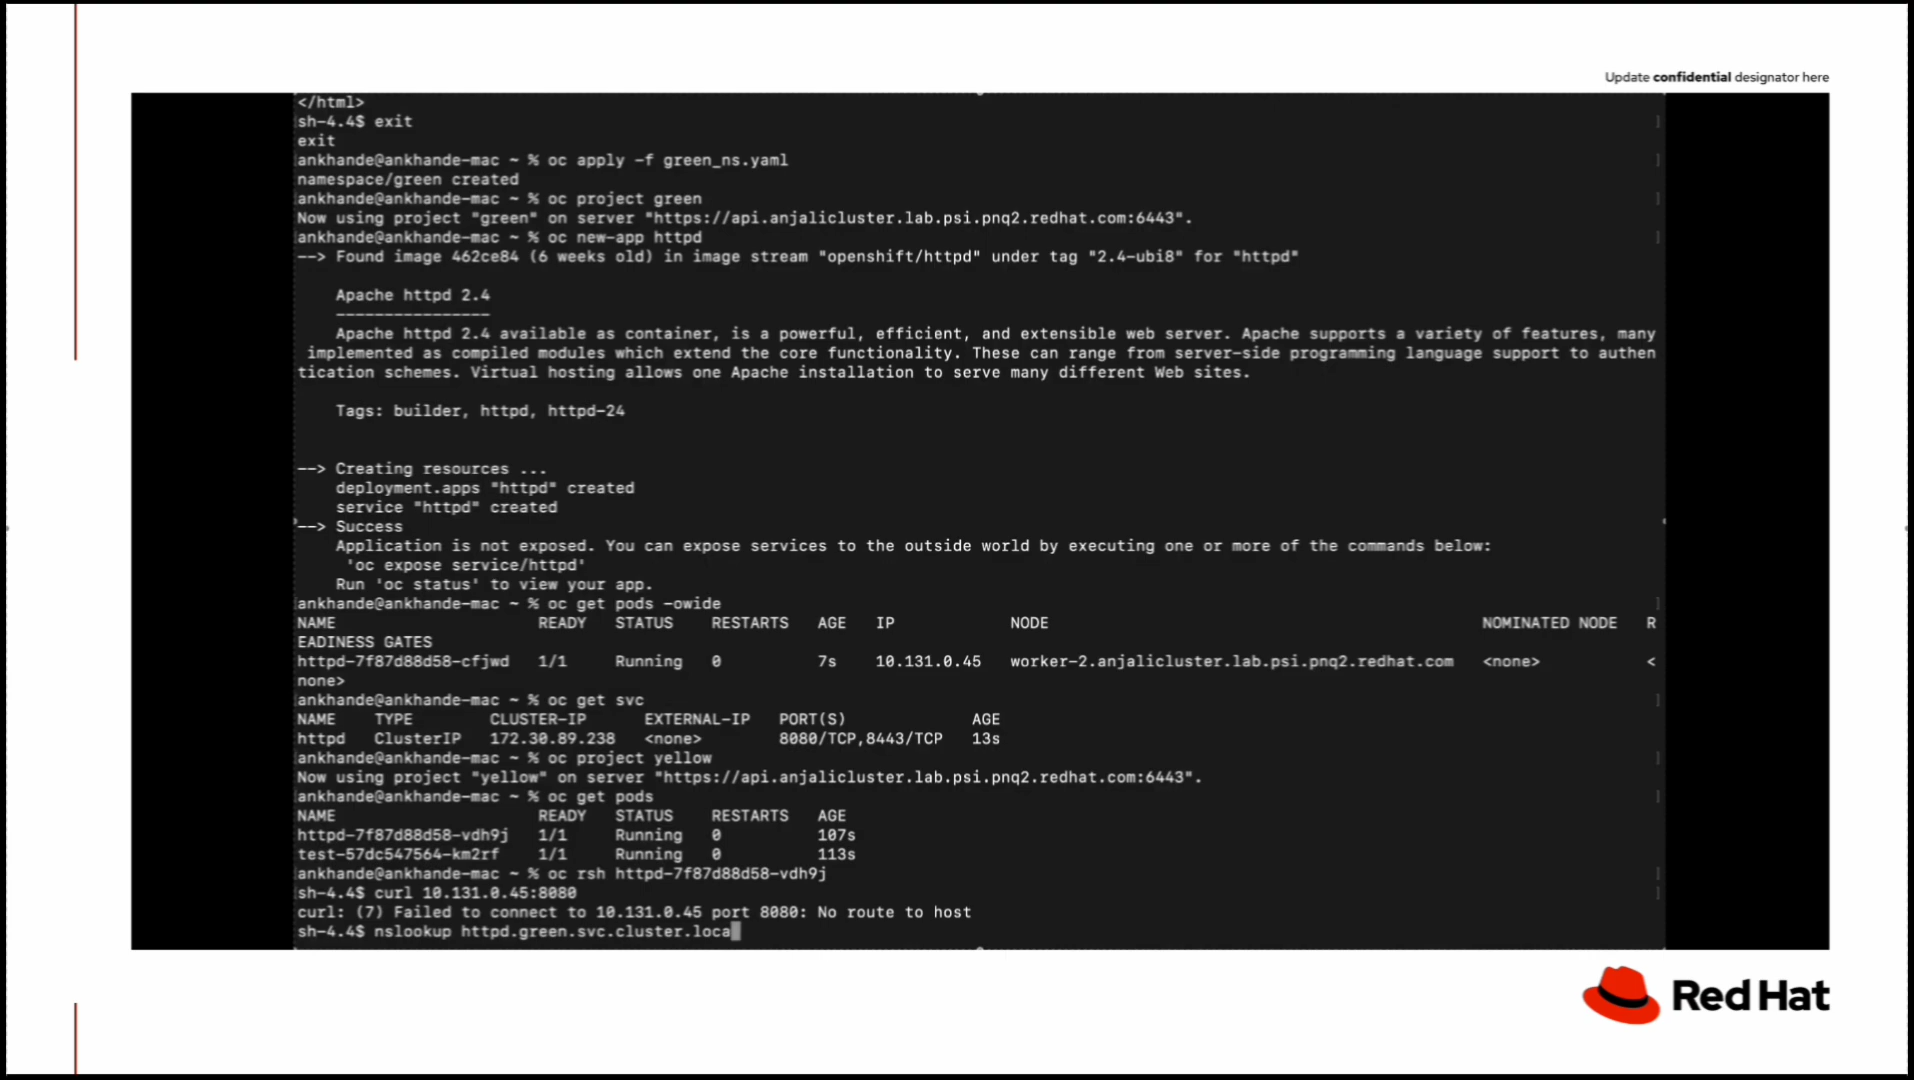 Update confidential designator here
</html>
sh-4.4$ exit
exit
ankhande@ankhande-mac ~ % oc apply -f green_ns.yaml
namespace/green created
ankhande@ankhande-mac ~ % oc project green
Now using project "green" on server "https://api.anjalicluster.lab.psi.pnq2.redhat.com:6443".
ankhande@ankhande-mac ~ % oc new-app httpd
--> Found image 462ce84 (6 weeks old) in image stream "openshift/httpd" under tag "2.4-ubi8" for "httpd"
Apache httpd 2.4
----------------
Apache httpd 2.4 available as container, is a powerful, efficient, and extensible web server. Apache supports a variety of features, many
implemented as compiled modules which extend the core functionality. These can range from server-side programming language support to authen
tication schemes. Virtual hosting allows one Apache installation to serve many different Web sites.
Tags: builder, httpd, httpd-24
--> Creating resources ...
deployment.apps "httpd" created
service "httpd" created
--> Success
Application is not exposed. You can expose services to the outside world by executing one or more of the commands below:
'oc expose service/httpd'
Run 'oc status' to view your app.
ankhande@ankhande-mac ~ % oc get pods -owide
NAME READY STATUS RESTARTS AGE IP NODE NOMINATED NODE R
EADINESS GATES
httpd-7f87d88d58-cfjwd 1/1 Running 0 7s 10.131.0.45 worker-2.anjalicluster.lab.psi.pnq2.redhat.com <none> <
none>
ankhande@ankhande-mac ~ % oc get svc
NAME TYPE CLUSTER-IP EXTERNAL-IP PORT(S) AGE
httpd ClusterIP 172.30.89.238 <none> 8080/TCP,8443/TCP 13s
ankhande@ankhande-mac ~ % oc project yellow
Now using project "yellow" on server "https://api.anjalicluster.lab.psi.pnq2.redhat.com:6443".
ankhande@ankhande-mac ~ % oc get pods
NAME READY STATUS RESTARTS AGE
httpd-7f87d88d58-vdh9j 1/1 Running 0 107s
test-57dc547564-km2rf 1/1 Running 0 113s
ankhande@ankhande-mac ~ % oc rsh httpd-7f87d88d58-vdh9j
sh-4.4$ curl 10.131.0.45:8080
curl: (7) Failed to connect to 10.131.0.45 port 8080: No route to host
sh-4.4$ nslookup httpd.green.svc.cluster.loca
Red Hat